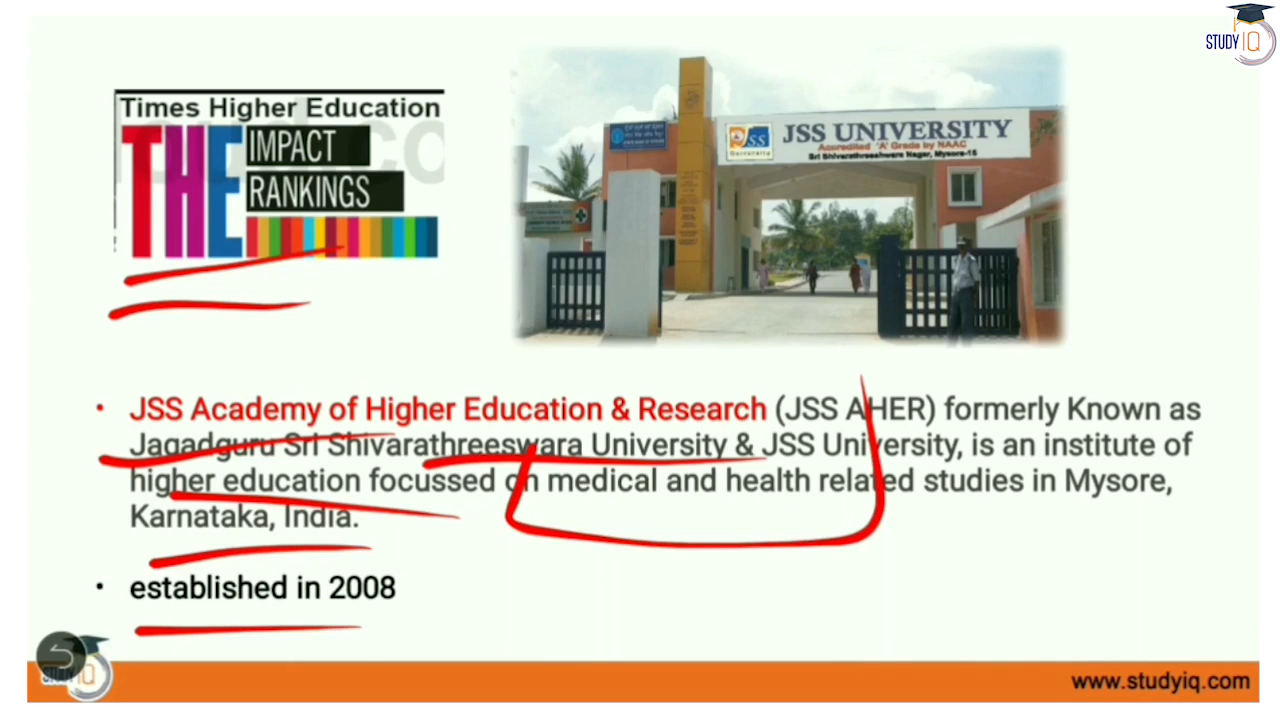 STUDY IQ
Times Higher Education
THE IMPACT
RANKINGS
JSS
University
JSS UNIVERSITY
Accredited 'A' Grade by NAAC
Sri Shivarathreeshwara Nagar, Mysore-15
• JSS Academy of Higher Education & Research (JSS AHER) formerly Known as
Jagadguru Sri Shivarathreeswara University & JSS University, is an institute of
higher education focussed on medical and health related studies in Mysore,
Karnataka, India.
• established in 2008
STUDY IQ
www.studyiq.com